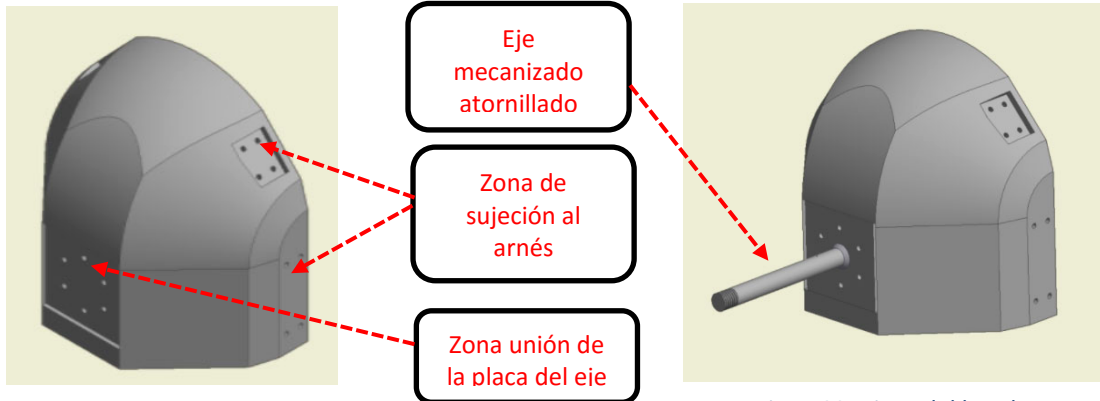 Eje
mecanizado
atornillado
Zona de
sujeción al
arnés
Zona unión de
la placa del eje